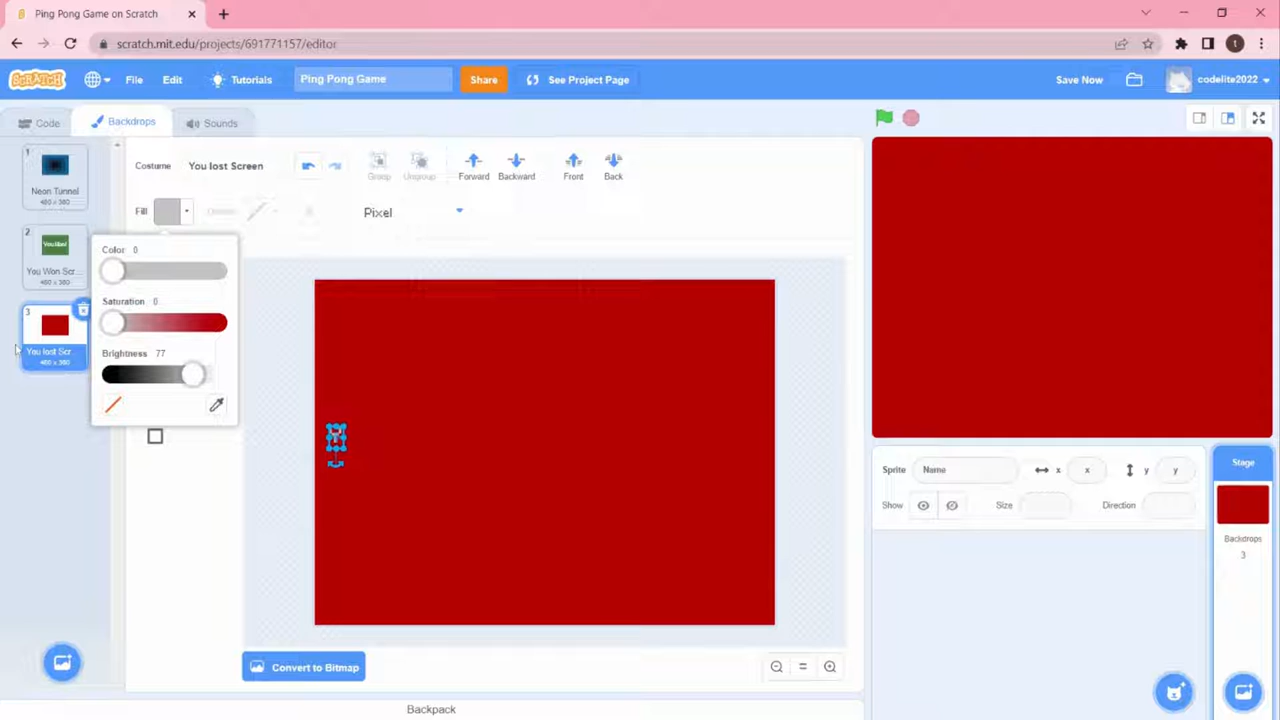 Ping Pong Game on Scratch
scratch.mit.edu/projects/691771157/editor
SCRATCH
File
Edit
Tutorials
Ping Pong Game
Share
See Project Page
Save Now
codelite2022
Code
Backdrops
Sounds
1
Neon Tunnel
480 x 360
2
You Won Scr...
480 x 360
3
You lost Scr...
480 x 360
Costume
You lost Screen
Group
Ungroup
Forward
Backward
Front
Back
Fill
Outline
Pixel
Color 0
Saturation 0
Brightness 77
Convert to Bitmap
Backpack
Sprite
Name
x
x
y
y
Show
Size
Direction
Stage
Backdrops
3